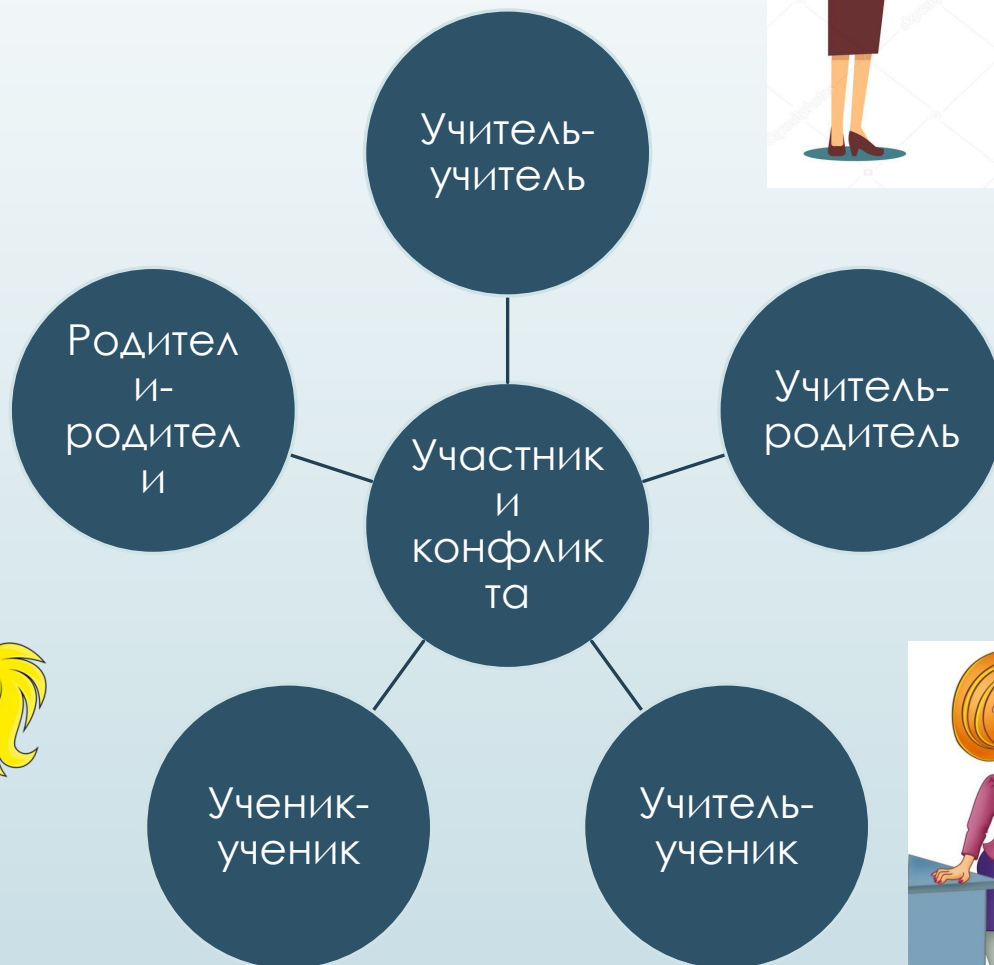 Учитель-
учитель
Родител
и-
родител
и
Учитель-
родитель
Участник
и
конфлик
та
Ученик-
ученик
Учитель-
ученик